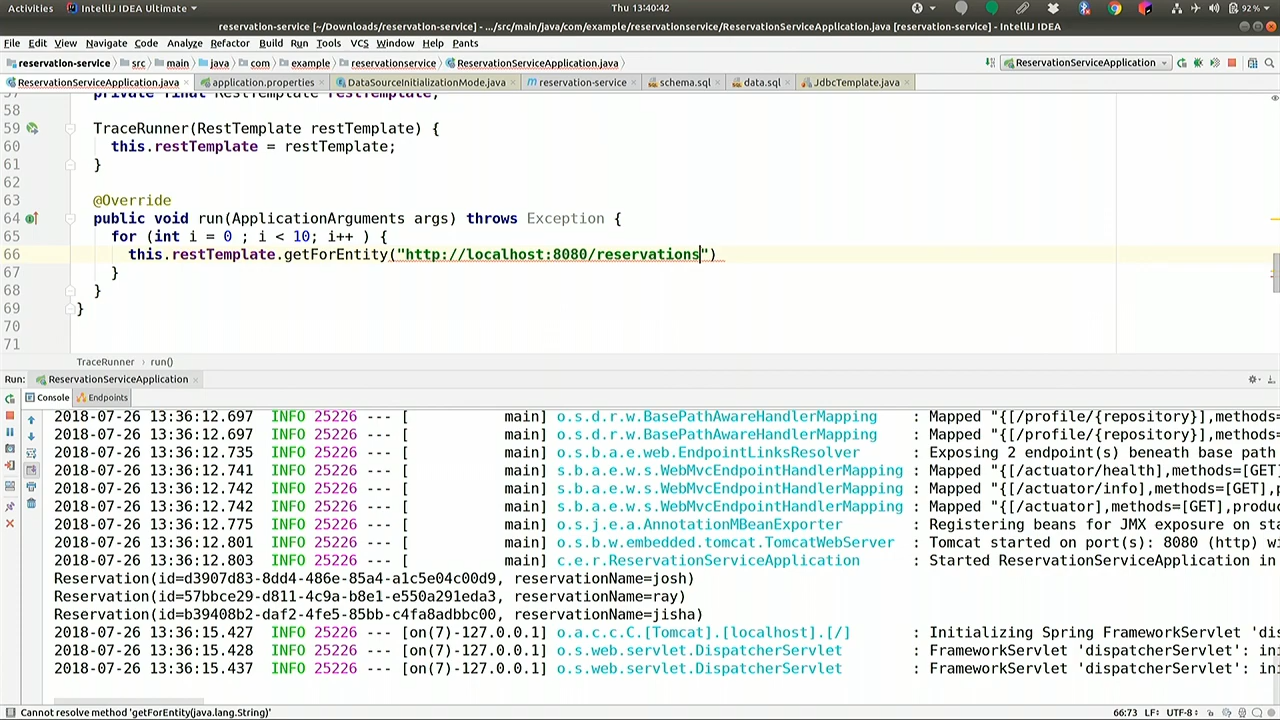 Activities IntelliJ IDEA Ultimate Thu 13:40:42 92 %
reservation-service [~/Downloads/reservation-service] - .../src/main/java/com/example/reservationservice/ReservationServiceApplication.java [reservation-service] - IntelliJ IDEA
File Edit View Navigate Code Analyze Refactor Build Run Tools VCS Window Help Pants
reservation-service src main java com example reservationservice ReservationServiceApplication.java ReservationServiceApplication
ReservationServiceApplication.java application.properties DataSourceInitializationMode.java reservation-service schema.sql data.sql JdbcTemplate.java
57 private final RestTemplate restTemplate;
58
59 TraceRunner(RestTemplate restTemplate) {
60 this.restTemplate = restTemplate;
61 }
62
63 @Override
64 public void run(ApplicationArguments args) throws Exception {
65 for (int i = 0 ; i < 10; i++ ) {
66 this.restTemplate.getForEntity("http://localhost:8080/reservations")
67 }
68 }
69 }
70
71
TraceRunner run()
Run: ReservationServiceApplication
Console Endpoints
2018-07-26 13:36:12.697 INFO 25226 --- [ main] o.s.d.r.w.BasePathAwareHandlerMapping : Mapped "{[/profile/{repository}],methods=
2018-07-26 13:36:12.697 INFO 25226 --- [ main] o.s.d.r.w.BasePathAwareHandlerMapping : Mapped "{[/profile/{repository}],methods=
2018-07-26 13:36:12.735 INFO 25226 --- [ main] o.s.b.a.e.web.EndpointLinksResolver : Exposing 2 endpoint(s) beneath base path
2018-07-26 13:36:12.741 INFO 25226 --- [ main] s.b.a.e.w.s.WebMvcEndpointHandlerMapping : Mapped "{[/actuator/health],methods=[GET]
2018-07-26 13:36:12.742 INFO 25226 --- [ main] s.b.a.e.w.s.WebMvcEndpointHandlerMapping : Mapped "{[/actuator/info],methods=[GET],p
2018-07-26 13:36:12.742 INFO 25226 --- [ main] s.b.a.e.w.s.WebMvcEndpointHandlerMapping : Mapped "{[/actuator],methods=[GET],produc
2018-07-26 13:36:12.775 INFO 25226 --- [ main] o.s.j.e.a.AnnotationMBeanExporter : Registering beans for JMX exposure on sta
2018-07-26 13:36:12.801 INFO 25226 --- [ main] o.s.b.w.embedded.tomcat.TomcatWebServer : Tomcat started on port(s): 8080 (http) wi
2018-07-26 13:36:12.803 INFO 25226 --- [ main] c.e.r.ReservationServiceApplication : Started ReservationServiceApplication in
Reservation(id=d3907d83-8dd4-486e-85a4-a1c5e04c00d9, reservationName=josh)
Reservation(id=57bbce29-d811-4c9a-b8e1-e550a291eda3, reservationName=ray)
Reservation(id=b39408b2-daf2-4fe5-85bb-c4fa8adbbc00, reservationName=jisha)
2018-07-26 13:36:15.427 INFO 25226 --- [on(7)-127.0.0.1] o.a.c.c.C.[Tomcat].[localhost].[/] : Initializing Spring FrameworkServlet 'dis
2018-07-26 13:36:15.428 INFO 25226 --- [on(7)-127.0.0.1] o.s.web.servlet.DispatcherServlet : FrameworkServlet 'dispatcherServlet': ini
2018-07-26 13:36:15.437 INFO 25226 --- [on(7)-127.0.0.1] o.s.web.servlet.DispatcherServlet : FrameworkServlet 'dispatcherServlet': ini
Cannot resolve method 'getForEntity(java.lang.String)' 66:73 LF: UTF-8: